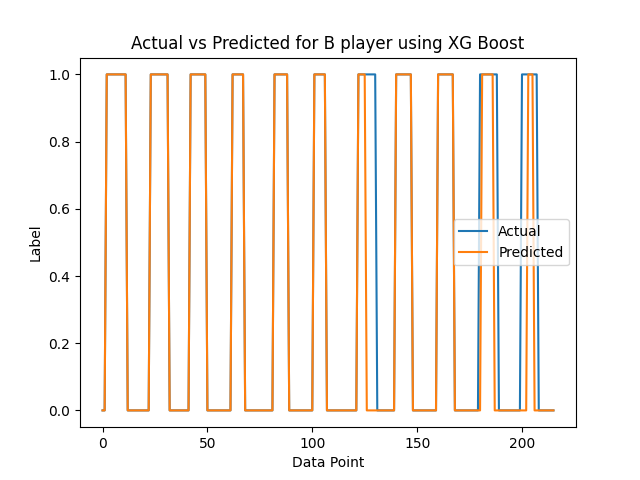 Actual vs Predicted for B player using XG Boost
1.0
0.8
0.6
0.4
0.2
0.0
Label
Actual
Predicted
0 50 100 150 200
Data Point